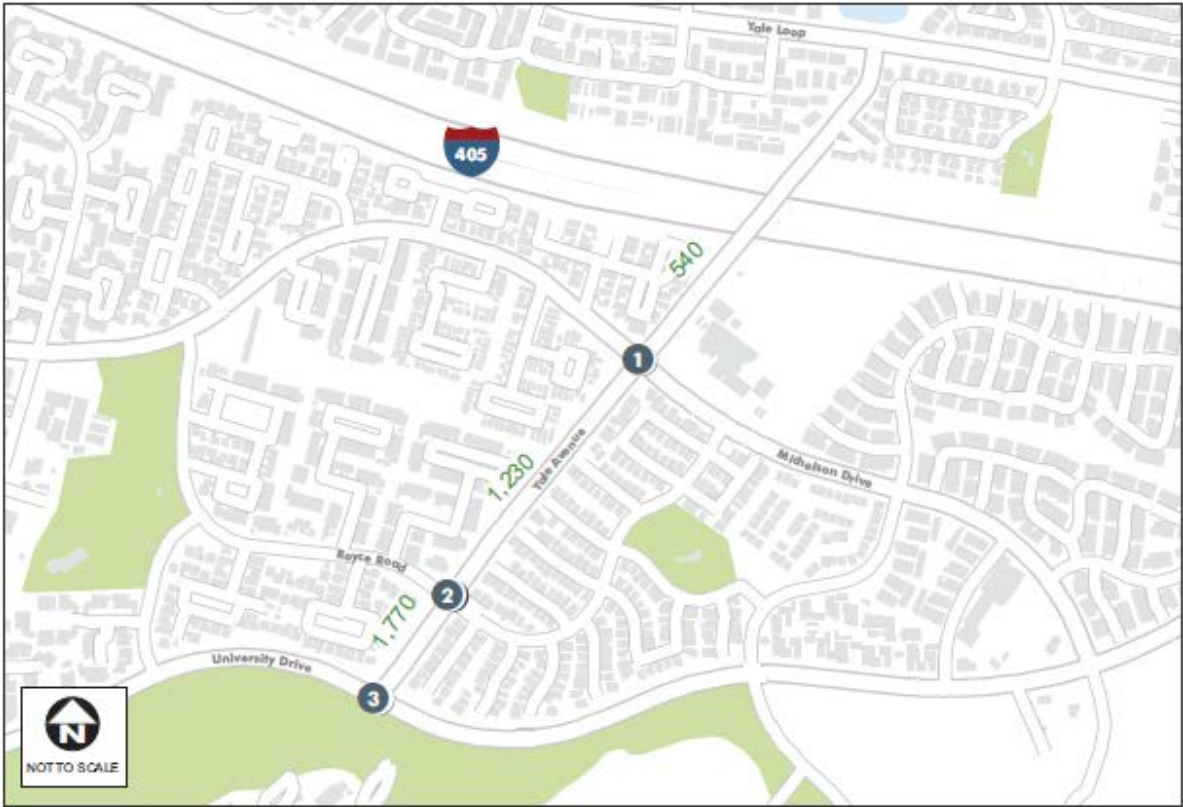 Yale Loop
405
540
1
1,230
Yale Avenue
Michelson Drive
Royce Road
2
1,770
University Drive
3
N
NOT TO SCALE